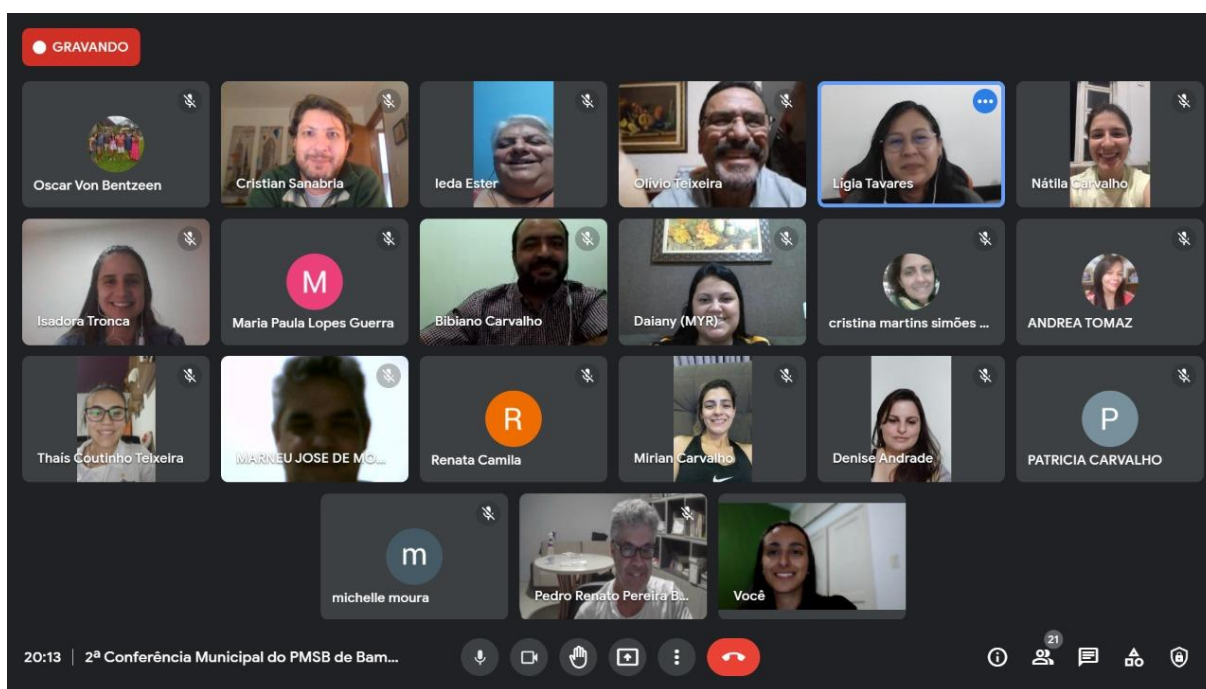 GRAVANDO
Oscar Von Bentzeen
Cristian Sanabria
Ieda Ester
Olívio Teixeira
Lígia Tavares
Nátila Carvalho
Isadora Tronca
M
Maria Paula Lopes Guerra
Bibiano Carvalho
Daiany (MYR)
cristina martins simões ...
ANDREA TOMAZ
Thaís Coutinho Teixeira
MARNEU JOSE DE MO...
R
Renata Camila
Mirian Carvalho
Denise Andrade
P
PATRICIA CARVALHO
m
michelle moura
Pedro Renato Pereira B...
Você
20:13 | 2ª Conferência Municipal do PMSB de Bam...
21